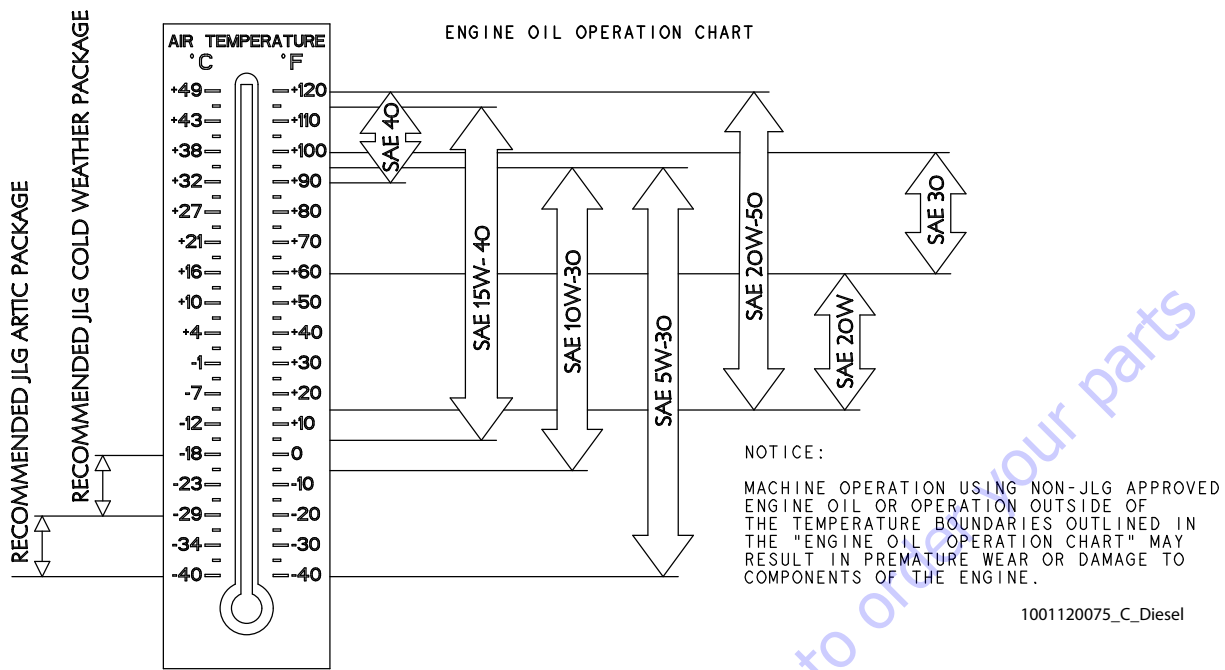 ENGINE OIL OPERATION CHART
RECOMMENDED JLG ARTIC PACKAGE
RECOMMENDED JLG COLD WEATHER PACKAGE
AIR TEMPERATURE
°C °F
+49 +120
+43 +110
+38 +100
+32 +90
+27 +80
+21 +70
+16 +60
+10 +50
+4 +40
-1 +30
-7 +20
-12 +10
-18 0
-23 -10
-29 -20
-34 -30
-40 -40
SAE 40
SAE 15W-40
SAE 10W-30
SAE 5W-30
SAE 20W-50
SAE 20W
SAE 30
NOTICE:
MACHINE OPERATION USING NON-JLG APPROVED
ENGINE OIL OR OPERATION OUTSIDE OF
THE TEMPERATURE BOUNDARIES OUTLINED IN
THE "ENGINE OIL OPERATION CHART" MAY
RESULT IN PREMATURE WEAR OR DAMAGE TO
COMPONENTS OF THE ENGINE.
1001120075_C_Diesel
to order your parts